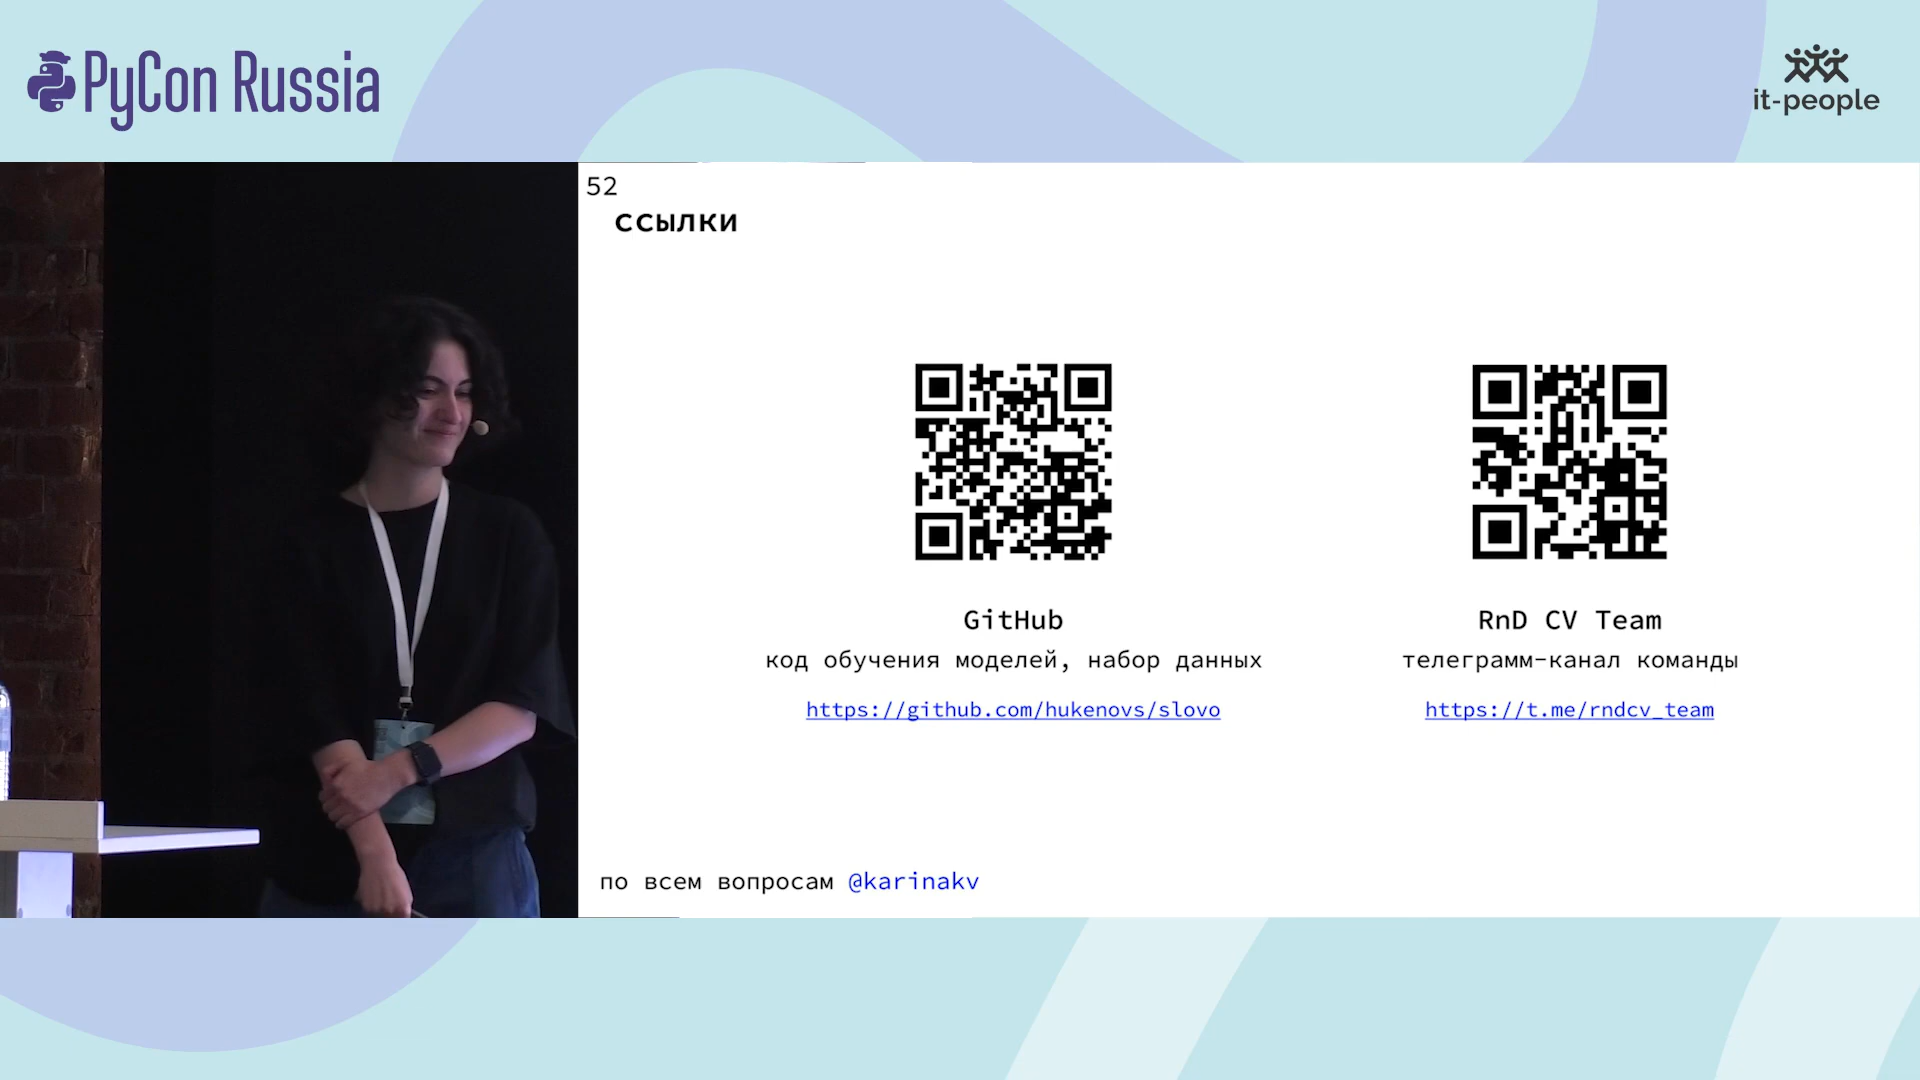 PyCon Russia
it-people
52
ссылки
GitHub
код обучения моделей, набор данных
https://github.com/hukenovs/slovo
RnD CV Team
телеграмм-канал команды
https://t.me/rndcv_team
по всем вопросам @karinakv